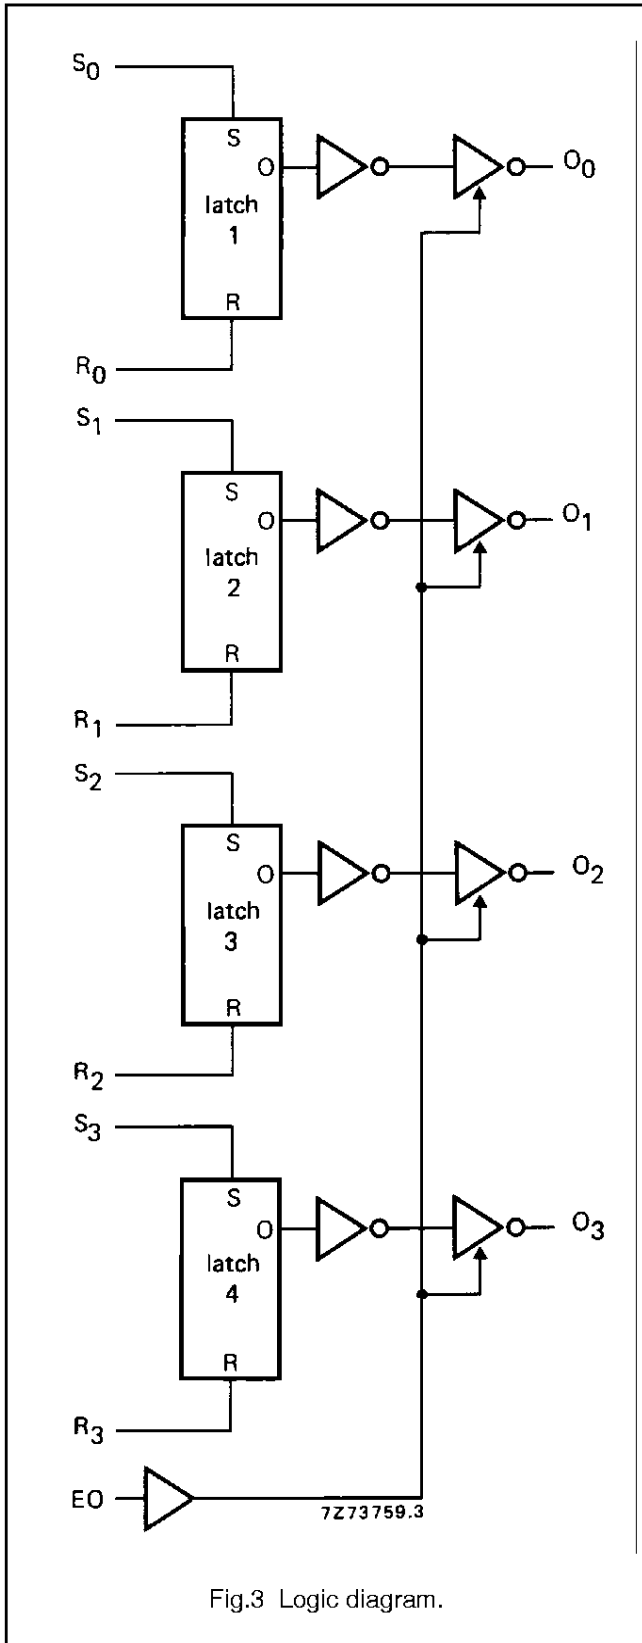 S0
S
O
O0
latch
1
R
R0
S1
S
O
O1
latch
2
R
R1
S2
S
O
O2
latch
3
R
R2
S3
S
O
O3
latch
4
R
R3
EO
7Z73759.3
Fig.3 Logic diagram.